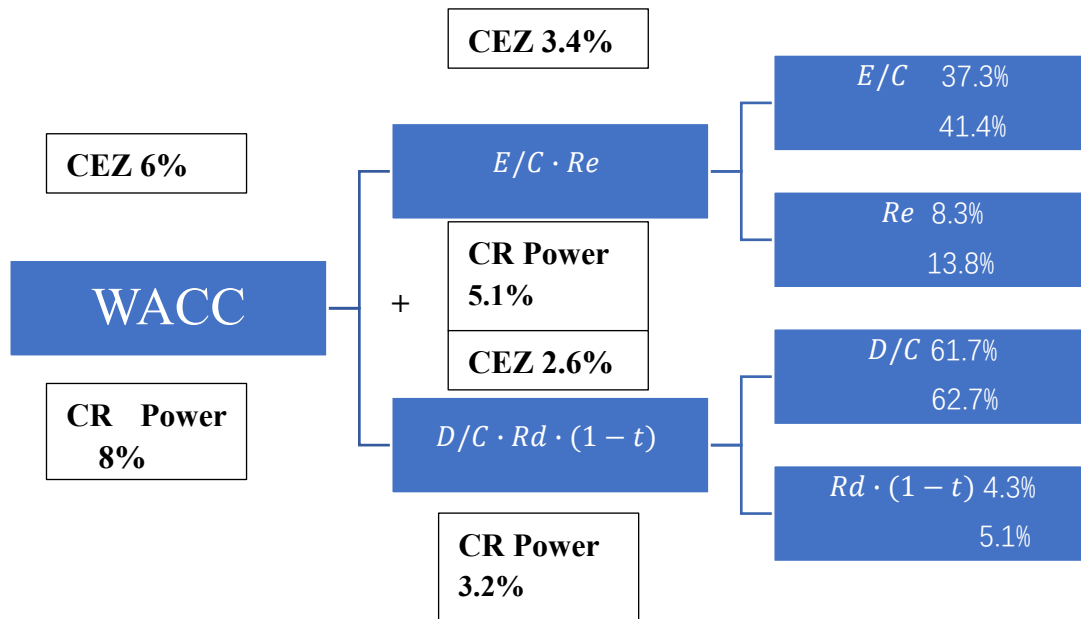 CEZ 3.4%
E/C 37.3%
41.4%
CEZ 6%
E/C · Re
Re 8.3%
13.8%
CR Power
5.1%
WACC
+
CEZ 2.6%
D/C 61.7%
62.7%
CR Power
8%
D/C · Rd · (1 − t)
Rd · (1 − t) 4.3%
5.1%
CR Power
3.2%